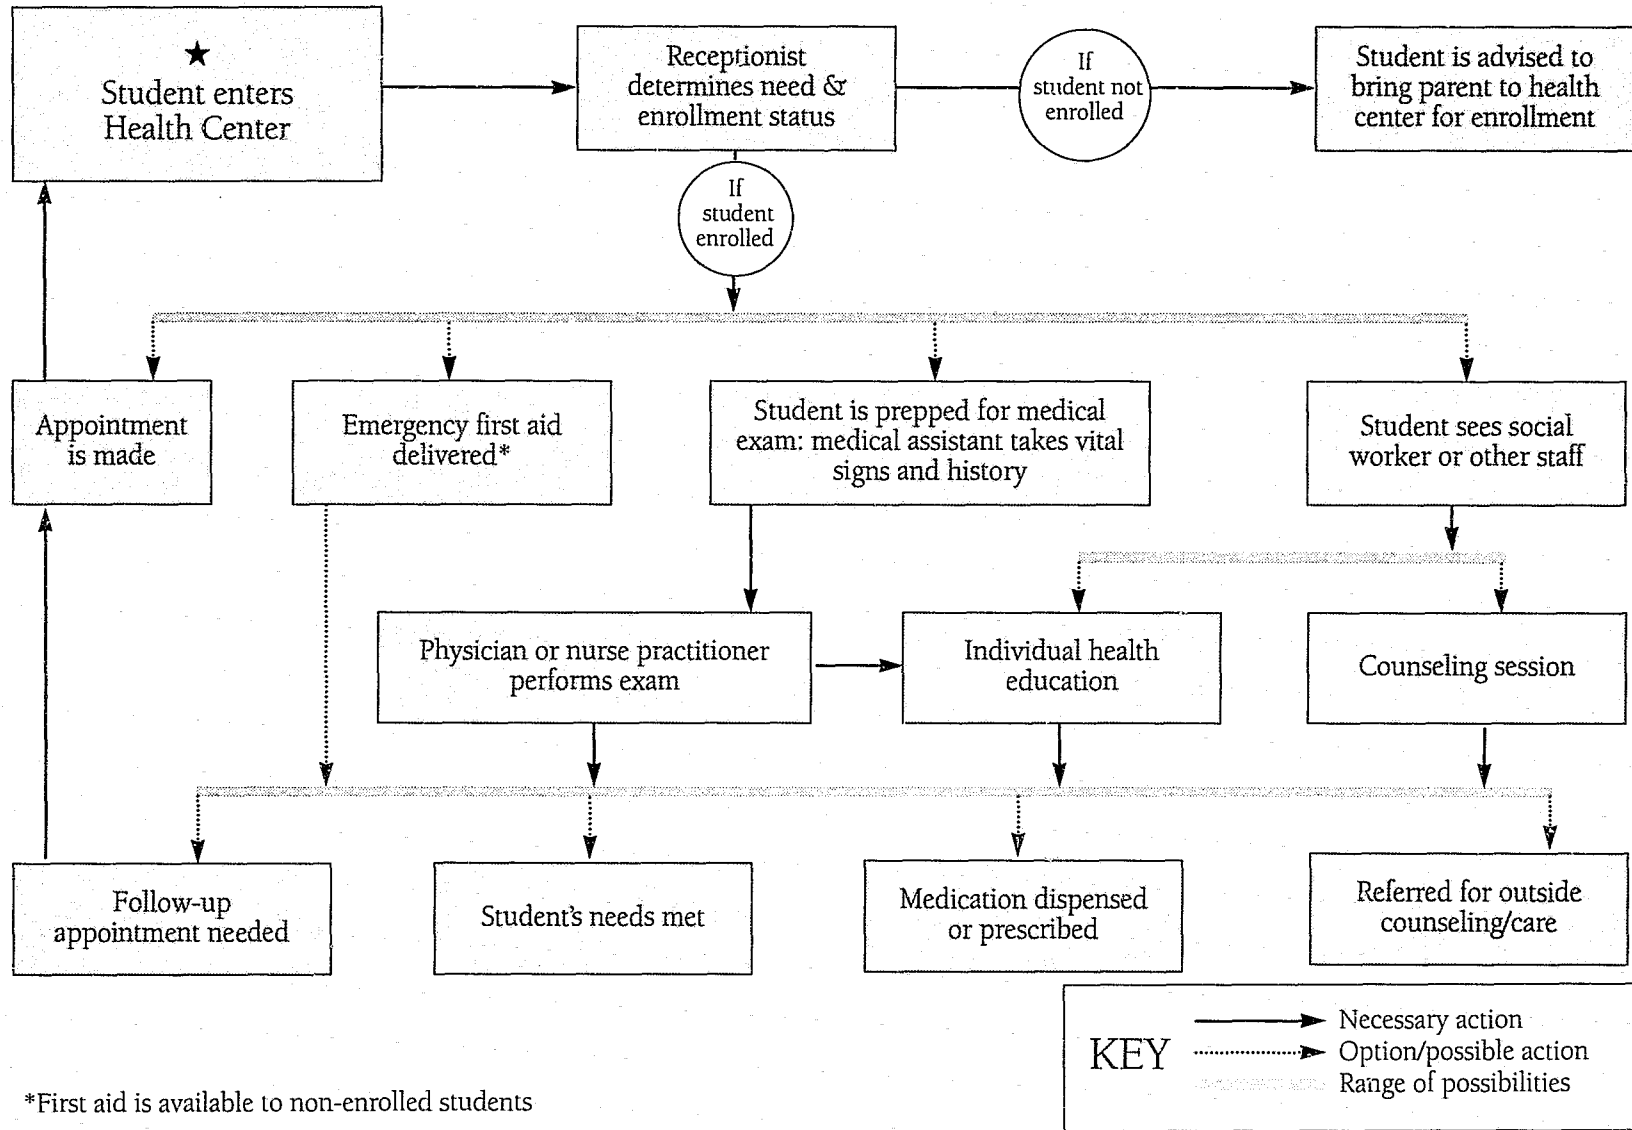 ★
Student enters
Health Center
Receptionist
determines need &
enrollment status
If
student not
enrolled
Student is advised to
bring parent to health
center for enrollment
If
student
enrolled
Appointment
is made
Emergency first aid
delivered*
Student is prepped for medical
exam: medical assistant takes vital
signs and history
Student sees social
worker or other staff
Physician or nurse practitioner
performs exam
Individual health
education
Counseling session
Follow-up
appointment needed
Student's needs met
Medication dispensed
or prescribed
Referred for outside
counseling/care
KEY
Necessary action
Option/possible action
Range of possibilities
*First aid is available to non-enrolled students